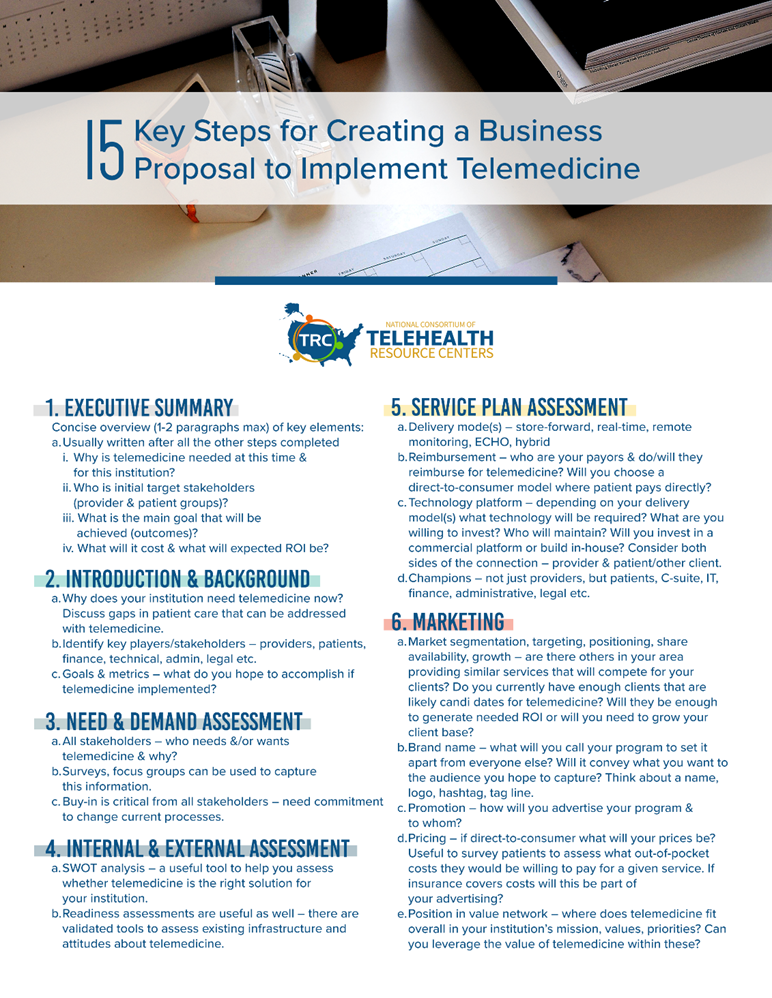 15 Key Steps for Creating a Business
Proposal to Implement Telemedicine
FRIDAY
SATURDAY
SUNDAY
TRC
NATIONAL CONSORTIUM OF
TELEHEALTH
RESOURCE CENTERS
1. EXECUTIVE SUMMARY
Concise overview (1-2 paragraphs max) of key elements:
a. Usually written after all the other steps completed
i. Why is telemedicine needed at this time &
for this institution?
ii. Who is initial target stakeholders
(provider & patient groups)?
iii. What is the main goal that will be
achieved (outcomes)?
iv. What will it cost & what will expected ROI be?
2. INTRODUCTION & BACKGROUND
a. Why does your institution need telemedicine now?
Discuss gaps in patient care that can be addressed
with telemedicine.
b. Identify key players/stakeholders – providers, patients,
finance, technical, admin, legal etc.
c. Goals & metrics – what do you hope to accomplish if
telemedicine implemented?
3. NEED & DEMAND ASSESSMENT
a. All stakeholders – who needs &/or wants
telemedicine & why?
b. Surveys, focus groups can be used to capture
this information.
c. Buy-in is critical from all stakeholders – need commitment
to change current processes.
4. INTERNAL & EXTERNAL ASSESSMENT
a. SWOT analysis – a useful tool to help you assess
whether telemedicine is the right solution for
your institution.
b. Readiness assessments are useful as well – there are
validated tools to assess existing infrastructure and
attitudes about telemedicine.
5. SERVICE PLAN ASSESSMENT
a. Delivery mode(s) – store-forward, real-time, remote
monitoring, ECHO, hybrid
b. Reimbursement – who are your payors & do/will they
reimburse for telemedicine? Will you choose a
direct-to-consumer model where patient pays directly?
c. Technology platform – depending on your delivery
model(s) what technology will be required? What are you
willing to invest? Who will maintain? Will you invest in a
commercial platform or build in-house? Consider both
sides of the connection – provider & patient/other client.
d. Champions – not just providers, but patients, C-suite, IT,
finance, administrative, legal etc.
6. MARKETING
a. Market segmentation, targeting, positioning, share
availability, growth – are there others in your area
providing similar services that will compete for your
clients? Do you currently have enough clients that are
likely candi dates for telemedicine? Will they be enough
to generate needed ROI or will you need to grow your
client base?
b. Brand name – what will you call your program to set it
apart from everyone else? Will it convey what you want to
the audience you hope to capture? Think about a name,
logo, hashtag, tag line.
c. Promotion – how will you advertise your program &
to whom?
d. Pricing – if direct-to-consumer what will your prices be?
Useful to survey patients to assess what out-of-pocket
costs they would be willing to pay for a given service. If
insurance covers costs will this be part of
your advertising?
e. Position in value network – where does telemedicine fit
overall in your institution's mission, values, priorities? Can
you leverage the value of telemedicine within these?